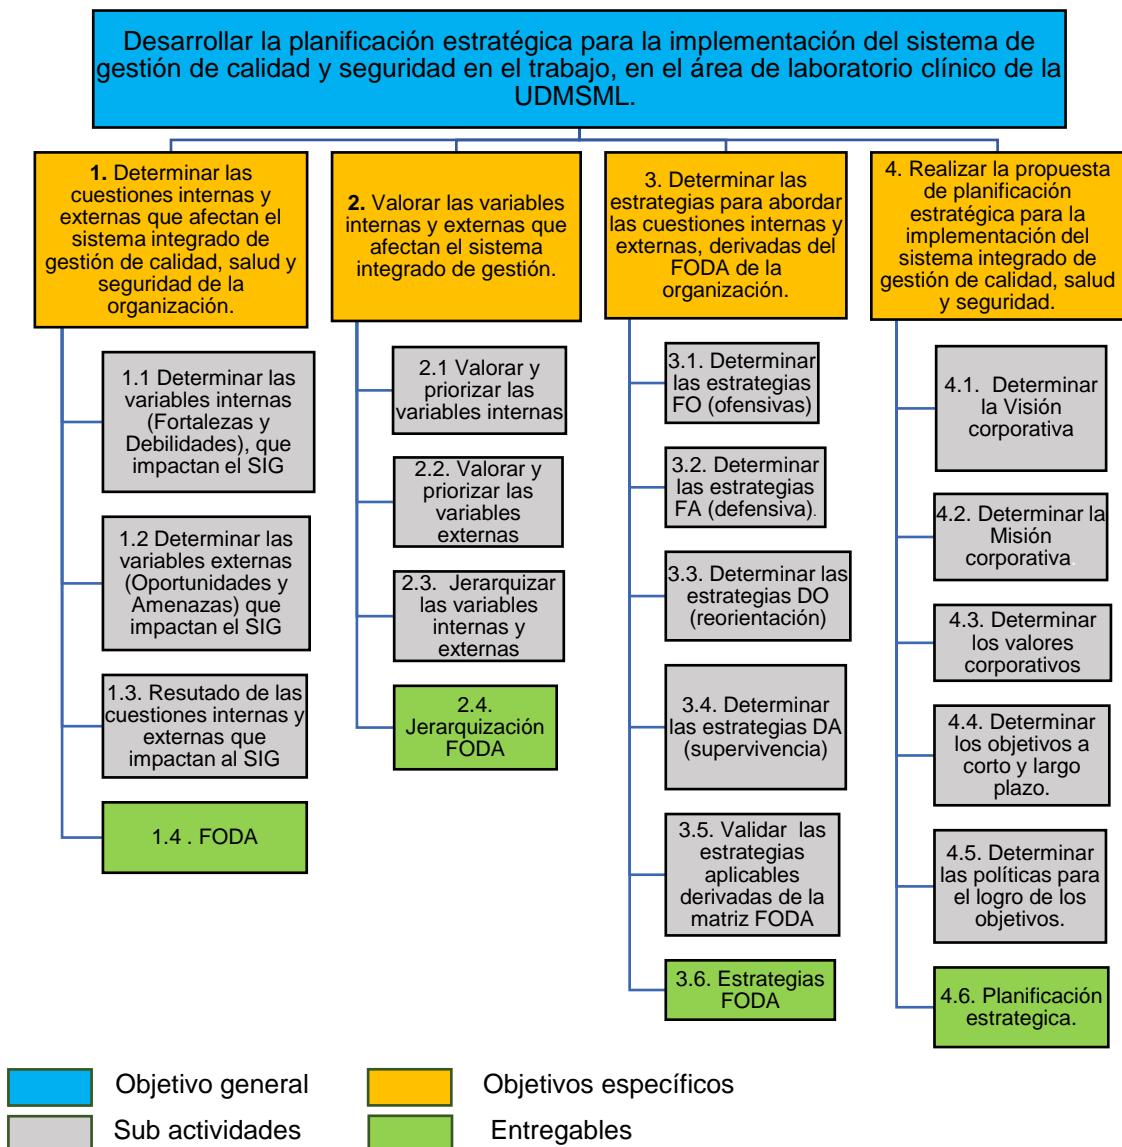 Desarrollar la planificación estratégica para la implementación del sistema de
gestión de calidad y seguridad en el trabajo, en el área de laboratorio clínico de la
UDMSML.
1. Determinar las
cuestiones internas y
externas que afectan el
sistema integrado de
gestión de calidad, salud y
seguridad de la
organización.
1.1 Determinar las
variables internas
(Fortalezas y
Debilidades), que
impactan el SIG
1.2 Determinar las
variables externas
(Oportunidades y
Amenazas) que
impactan el SIG
1.3. Resutado de las
cuestiones internas y
externas que
impactan al SIG
1.4 . FODA
2. Valorar las variables
internas y externas que
afectan el sistema
integrado de gestión.
2.1 Valorar y
priorizar las
variables internas
2.2. Valorar y
priorizar las
variables
externas
2.3. Jerarquizar
las variables
internas y
externas
2.4.
Jerarquización
FODA
3. Determinar las
estrategias para abordar
las cuestiones internas y
externas, derivadas del
FODA de la
organización.
3.1. Determinar
las estrategias
FO (ofensivas)
3.2. Determinar
las estrategias
FA (defensiva).
3.3. Determinar las
estrategias DO
(reorientación)
3.4. Determinar
las estrategias DA
(supervivencia)
3.5. Validar las
estrategias
aplicables
derivadas de la
matriz FODA
3.6. Estrategias
FODA
4. Realizar la propuesta
de planificación
estratégica para la
implementación del
sistema integrado de
gestión de calidad, salud
y seguridad.
4.1. Determinar
la Visión
corporativa
4.2. Determinar la
Misión
corporativa.
4.3. Determinar
los valores
corporativos
4.4. Determinar
los objetivos a
corto y largo
plazo.
4.5. Determinar
las políticas para
el logro de los
objetivos.
4.6. Planificación
estrategica.
Objetivo general
Objetivos específicos
Sub actividades
Entregables